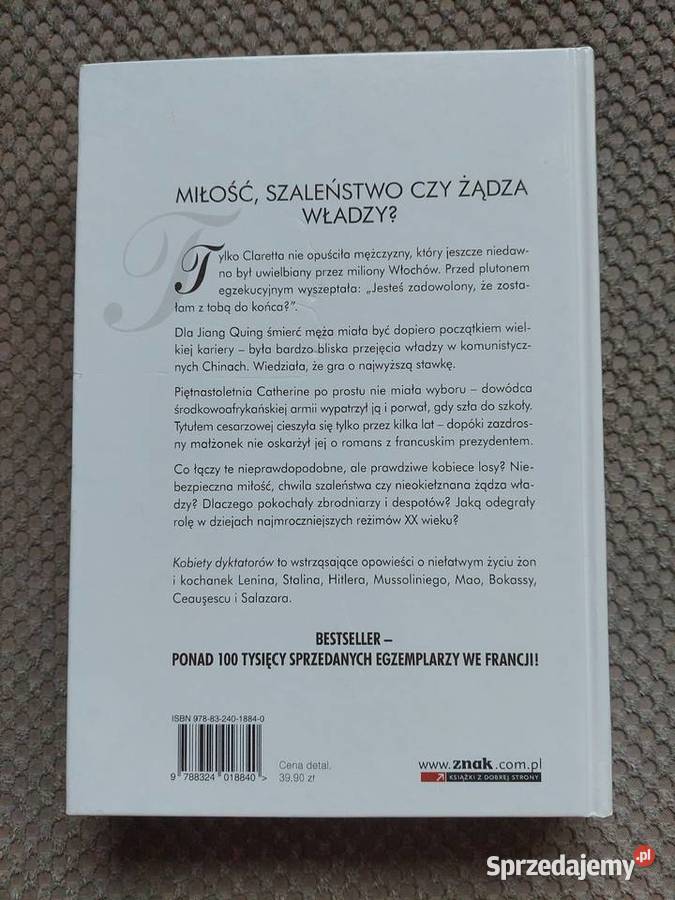 MIŁOŚĆ, SZALEŃSTWO CZY ŻĄDZA
WŁADZY?
Tylko Claretta nie opuściła mężczyzny, który jeszcze niedaw-
no był uwielbiany przez miliony Włochów. Przed plutonem
egzekucyjnym wyszeptała: „Jesteś zadowolony, że zosta-
łam z tobą do końca?”.
Dla Jiang Quing śmierć męża miała być dopiero początkiem wiel-
kiej kariery – była bardzo bliska przejęcia władzy w komunistycz-
nych Chinach. Wiedziała, że gra o najwyższą stawkę.
Piętnastoletnia Catherine po prostu nie miała wyboru – dowódca
środkowoafrykańskiej armii wypatrzył ją i porwał, gdy szła do szkoły.
Tytułem cesarzowej cieszyła się tylko przez kilka lat – dopóki zazdros-
ny małżonek nie oskarżył jej o romans z francuskim prezydentem.
Co łączy te nieprawdopodobne, ale prawdziwe kobiece losy? Nie-
bezpieczna miłość, chwila szaleństwa czy nieokiełznana żądza wła-
dzy? Dlaczego pokochały zbrodniarzy i despotów? Jaką odegrały
rolę w dziejach najmroczniejszych reżimów XX wieku?
Kobiety dyktatorów to wstrząsające opowieści o niełatwym życiu żon
i kochanek Lenina, Stalina, Hitlera, Mussoliniego, Mao, Bokassy,
Ceauşescu i Salazara.
BESTSELLER –
PONAD 100 TYSIĘCY SPRZEDANYCH EGZEMPLARZY WE FRANCJI!
ISBN 978-83-240-1884-0
9 788324 018840 >
Cena detal.
39,90 zł
www.znak.com.pl
KSIĄŻKI Z DOBREJ STRONY
Sprzedajemy.pl